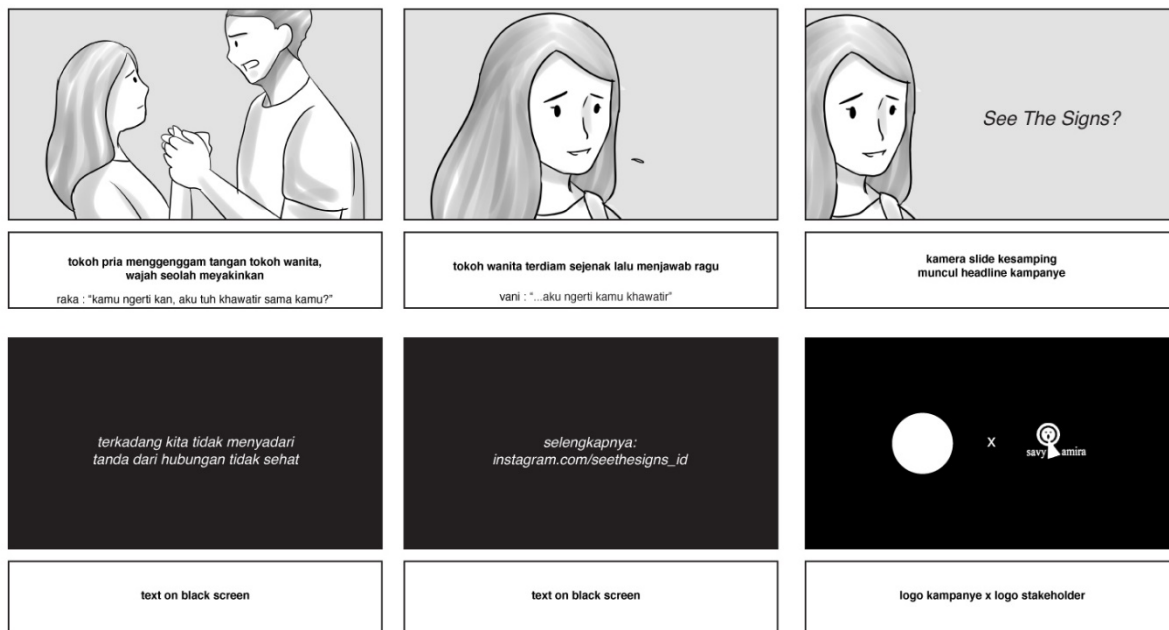 See The Signs?
tokoh pria menggenggam tangan tokoh wanita,
wajah seolah meyakinkan
raka : "kamu ngerti kan, aku tuh khawatir sama kamu?"
tokoh wanita terdiam sejenak lalu menjawab ragu
vani : "...aku ngerti kamu khawatir"
kamera slide kesamping
muncul headline kampanye
terkadang kita tidak menyadari
tanda dari hubungan tidak sehat
selengkapnya:
instagram.com/seethesigns_id
x
savy amira
text on black screen
text on black screen
logo kampanye x logo stakeholder